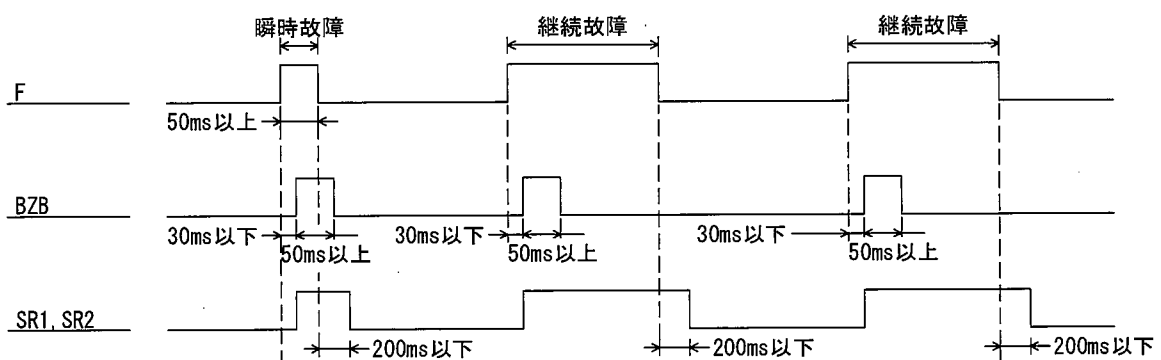 瞬時故障
継続故障
継続故障
F
50ms以上
BZB
30ms以下
50ms以上
30ms以下
50ms以上
30ms以下
50ms以上
SR1, SR2
200ms以下
200ms以下
200ms以下